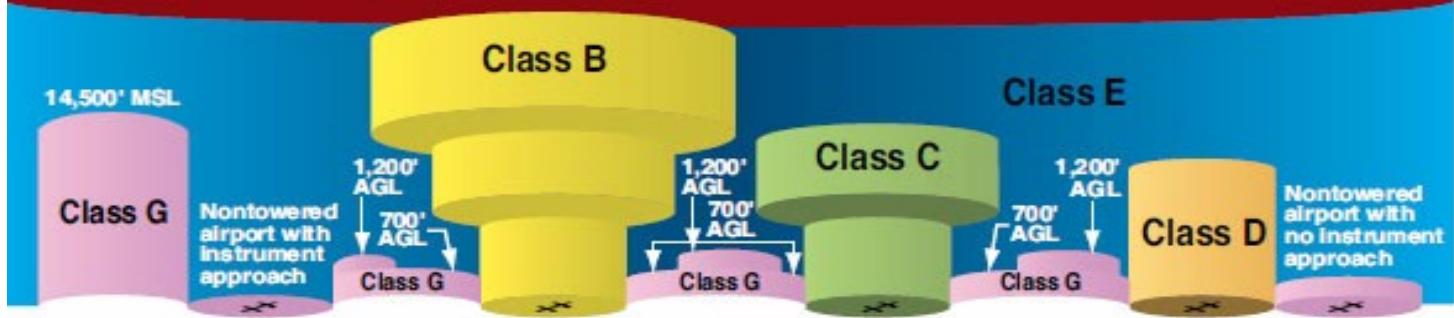 Class B
Class E
14,500' MSL
Class G
Nontowered
airport with
instrument
approach
1,200'
AGL
700'
AGL
Class G
1,200'
AGL
700'
AGL
Class G
Class C
700'
AGL
1,200'
AGL
Class G
Class D
Nontowered
airport with
no instrument
approach